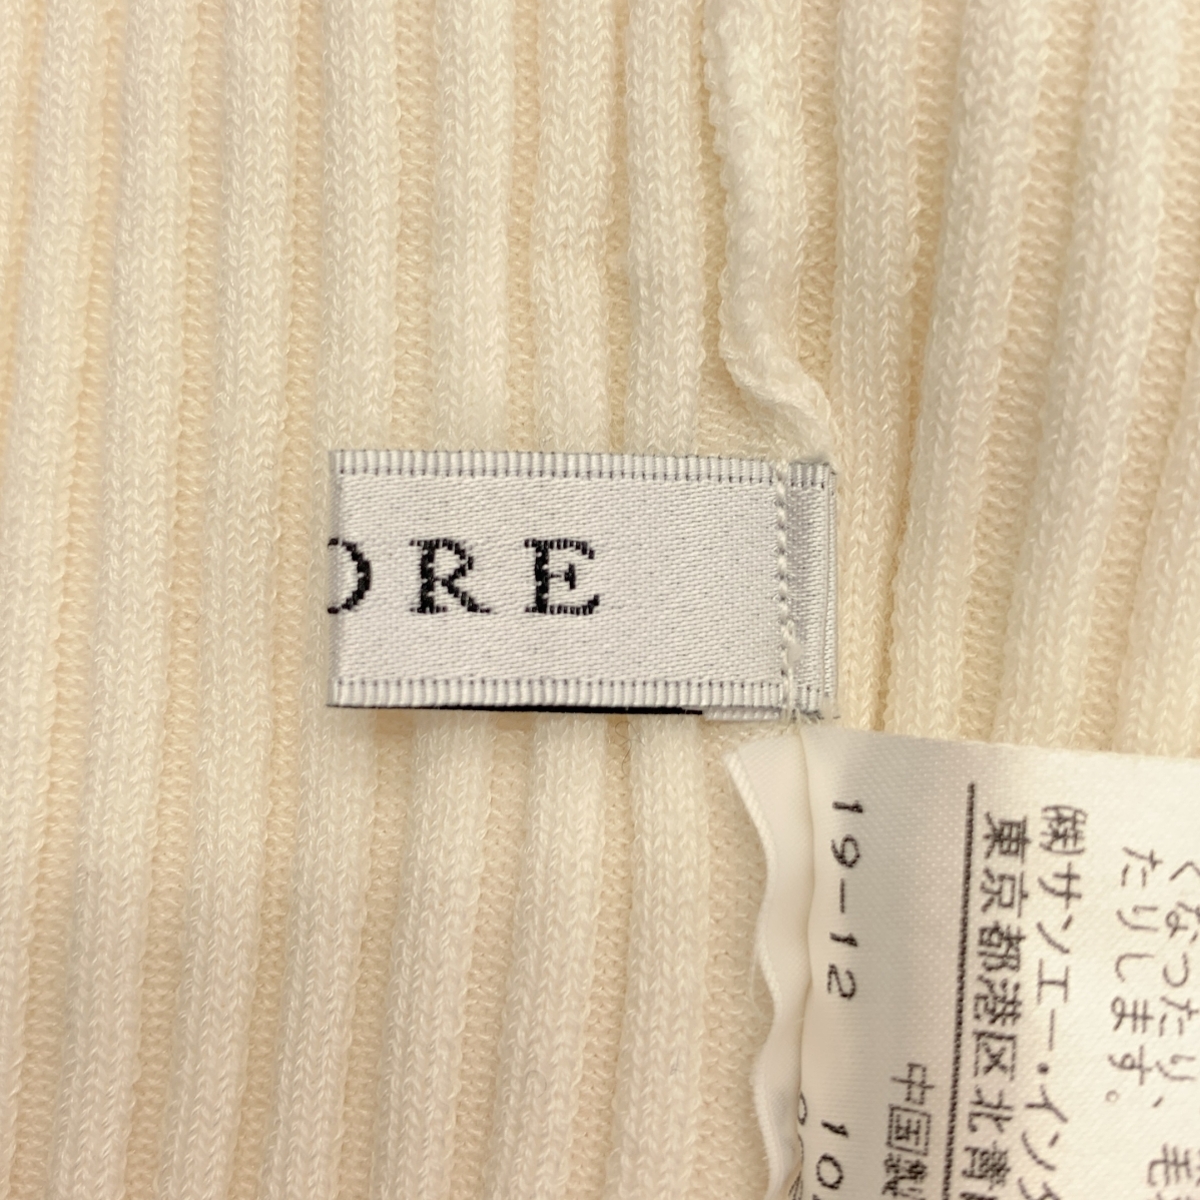 ORE
くなったり、毛
たりします。
㈱サンエー・イン
東京都港区北青
中国製
19-12